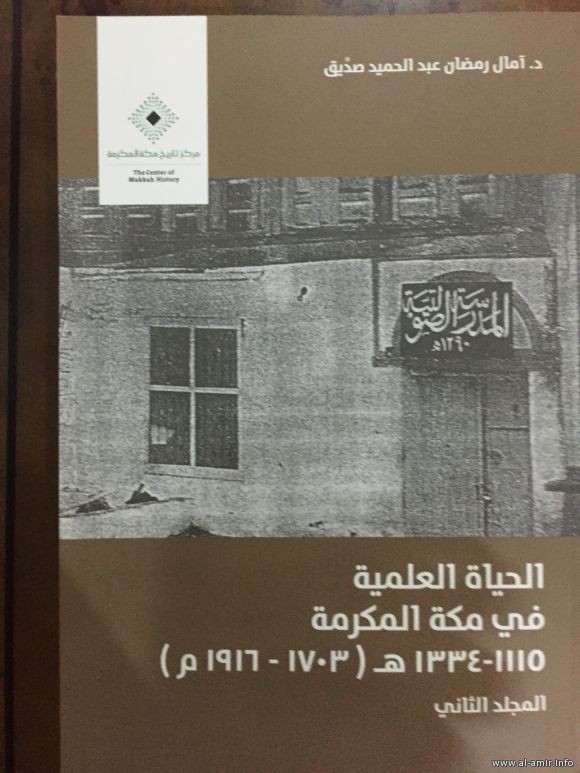 د. آمال رمضان عبد الحميد صدّيق
مركز تاريخ مكة المكرمة
The Center of
Makkah History
المدرسة الصولتية
١٢٩٠ه
الحياة العلمية
في مكة المكرمة
١١١٥-١٣٣٤ هـ ( ١٧٠٣ - ١٩١٦ م )
المجلد الثاني
www.al-amir.info